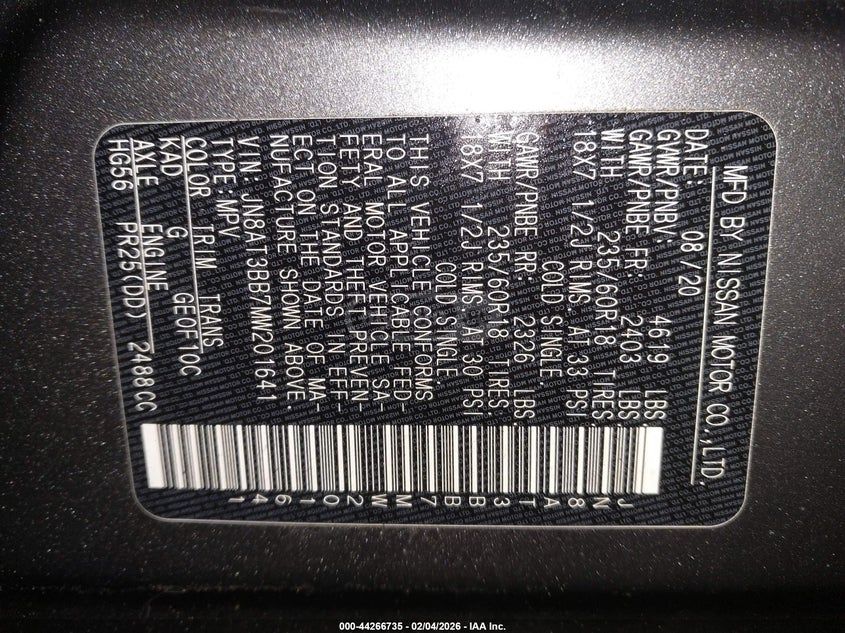 MFD BY NISSAN MOTOR CO.,LTD.
DATE: 08 /20
GVWR/PNBV: 4619 LBS
GAWR/PNBE FR: 2403 LBS
WITH 235/60R18 TIRES
18X7 1/2J RIMS AT 33 PSI
COLD SINGLE.
GAWR/PNBE RR: 2326 LBS
WITH 235/60R18 TIRES
18X7 1/2J RIMS AT 30 PSI
COLD SINGLE.
THIS VEHICLE CONFORMS
TO ALL APPLICABLE FED-
ERAL MOTOR VEHICLE SA-
FETY AND THEFT PREVEN-
TION STANDARDS IN EFF-
ECT ON THE DATE OF MA-
NUFACTURE SHOWN ABOVE.
VIN JN8AT3BB7MW201641
TYPE:MPV
COLOR TRIM TRANS
KAD G GEOF10C
AXLE ENGINE
HG56 PR25(DD) 2488CC
JN8AT3BB7MW201641
000-44266735 - 02/04/2026 - IAA Inc.